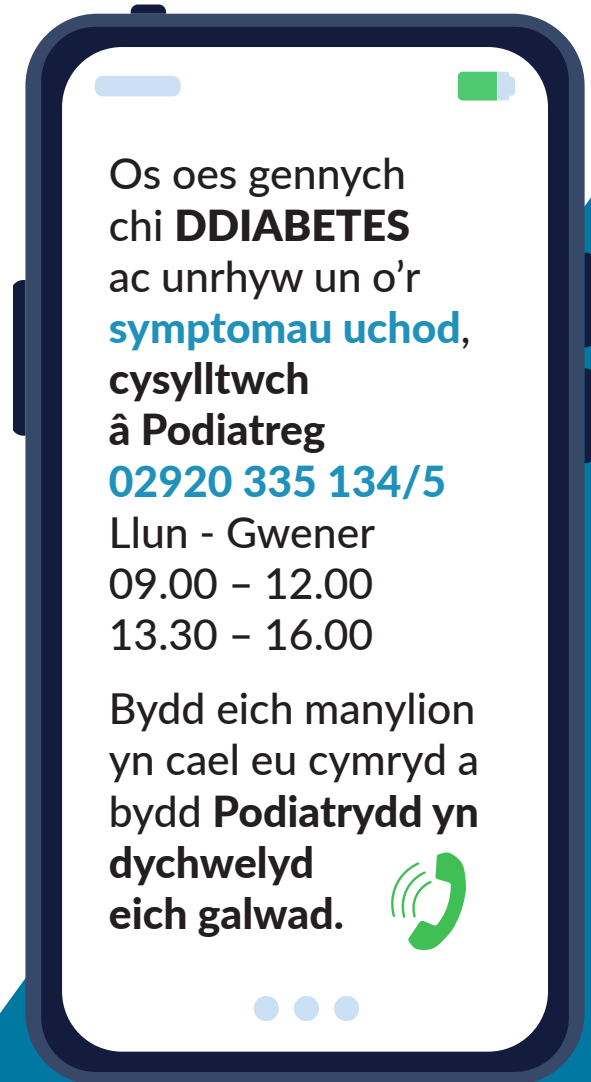 Os oes gennych
chi DDIABETES
ac unrhyw un o’r
symptomau uchod,
cysylltwch
â Podiatreg
02920 335 134/5
Llun - Gwener
09.00 – 12.00
13.30 – 16.00
Bydd eich manylion
yn cael eu cymryd a
bydd Podiatrydd yn
dychwelyd
eich galwad.